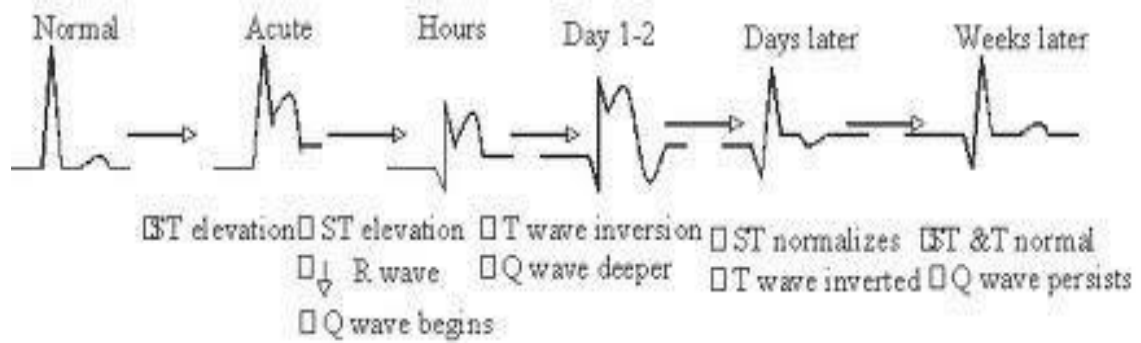 Normal
Acute
Hours
Day 1-2
Days later
Weeks later
ST elevation
ST elevation
↓ R wave
Q wave begins
T wave inversion
Q wave deeper
ST normalizes
T wave inverted
ST &T normal
Q wave persists